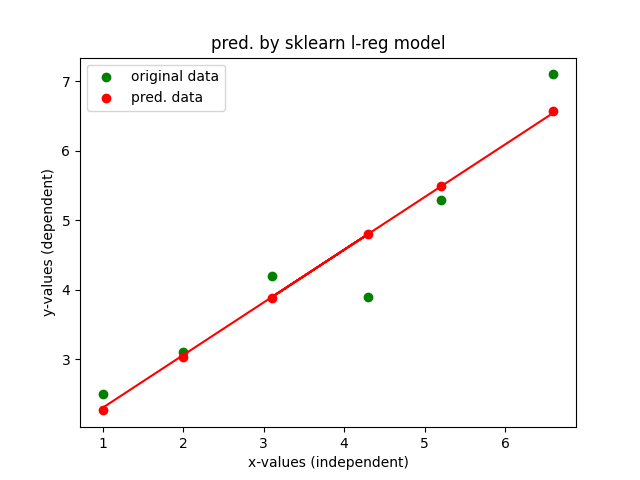 pred. by sklearn l-reg model
original data
pred. data
7
6
5
4
3
y-values (dependent)
1 2 3 4 5 6
x-values (independent)